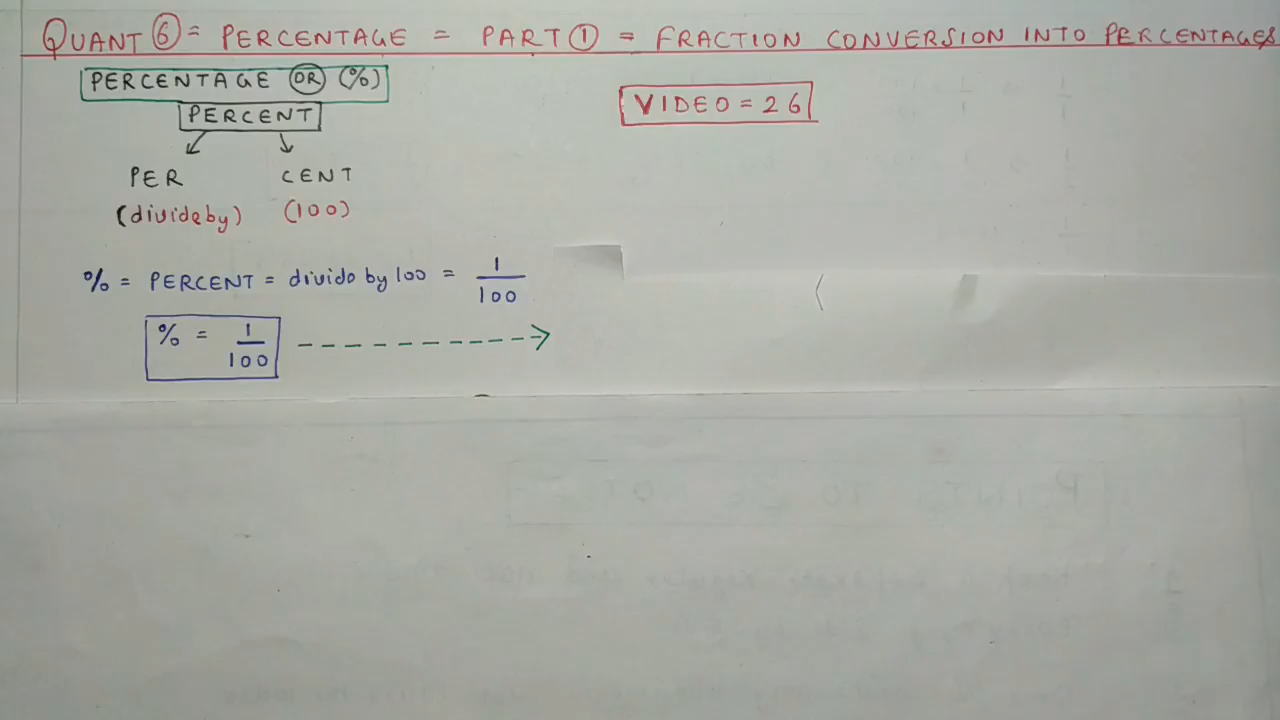 QUANT ⑥ = PERCENTAGE = PART ① = FRACTION CONVERSION INTO PERCENTAGES
PERCENTAGE OR (%)
VIDEO = 26
PERCENT
PER CENT
(divideby) (100)
% = PERCENT = divide by 100 = 1/100
% = 1/100